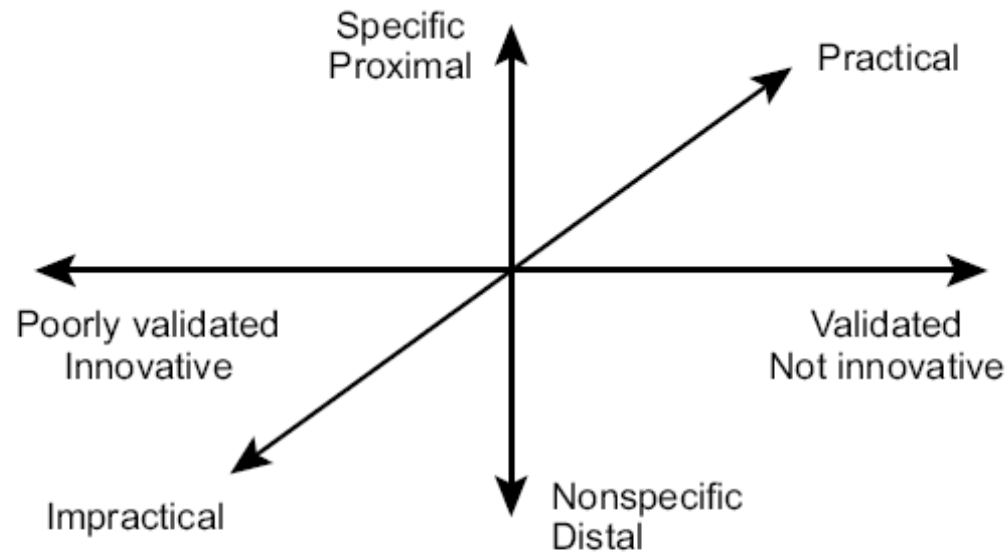 Specific
Proximal
Practical
Poorly validated
Innovative
Validated
Not innovative
Impractical
Nonspecific
Distal